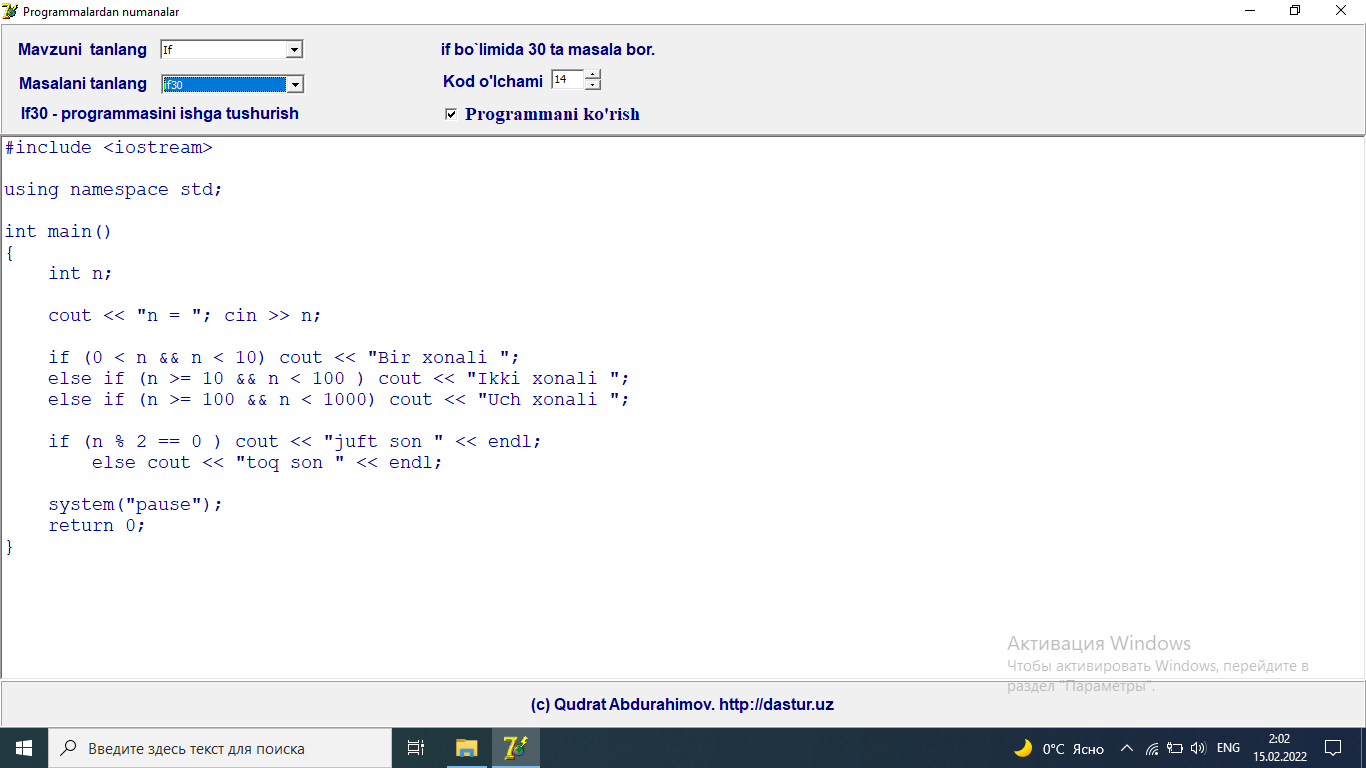 Programmalardan numanalar
Mavzuni tanlang If
if bo`limida 30 ta masala bor.
Masalani tanlang if30
Kod o'lchami 14
If30 - programmasini ishga tushurish
Programmani ko'rish
#include <iostream>
using namespace std;
int main()
{
    int n;
    cout << "n = "; cin >> n;
    if (0 < n && n < 10) cout << "Bir xonali ";
    else if (n >= 10 && n < 100 ) cout << "Ikki xonali ";
    else if (n >= 100 && n < 1000) cout << "Uch xonali ";
    if (n % 2 == 0 ) cout << "juft son " << endl;
        else cout << "toq son " << endl;
    system("pause");
    return 0;
}
Активация Windows
Чтобы активировать Windows, перейдите в
раздел "Параметры".
(c) Qudrat Abdurahimov. http://dastur.uz
Введите здесь текст для поиска
0°C Ясно
ENG
2:02
15.02.2022